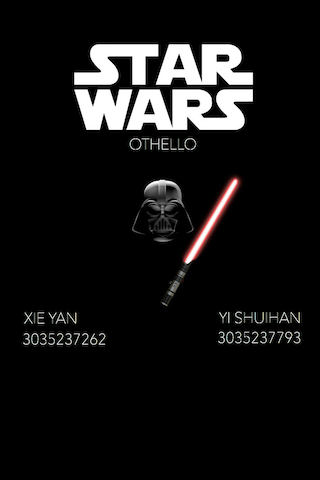 STAR
WARS
OTHELLO
XIE YAN
3035237262
YI SHUIHAN
3035237793